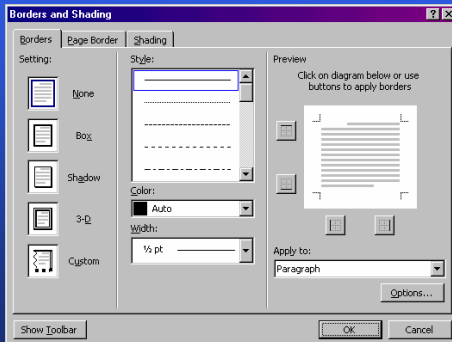 Borders and Shading
Borders
Page Border
Shading
Setting:
None
Box
Shadow
3-D
Custom
Style:
Color:
Auto
Width:
½ pt
Preview
Click on diagram below or use
buttons to apply borders
Apply to:
Paragraph
Options...
Show Toolbar
OK
Cancel